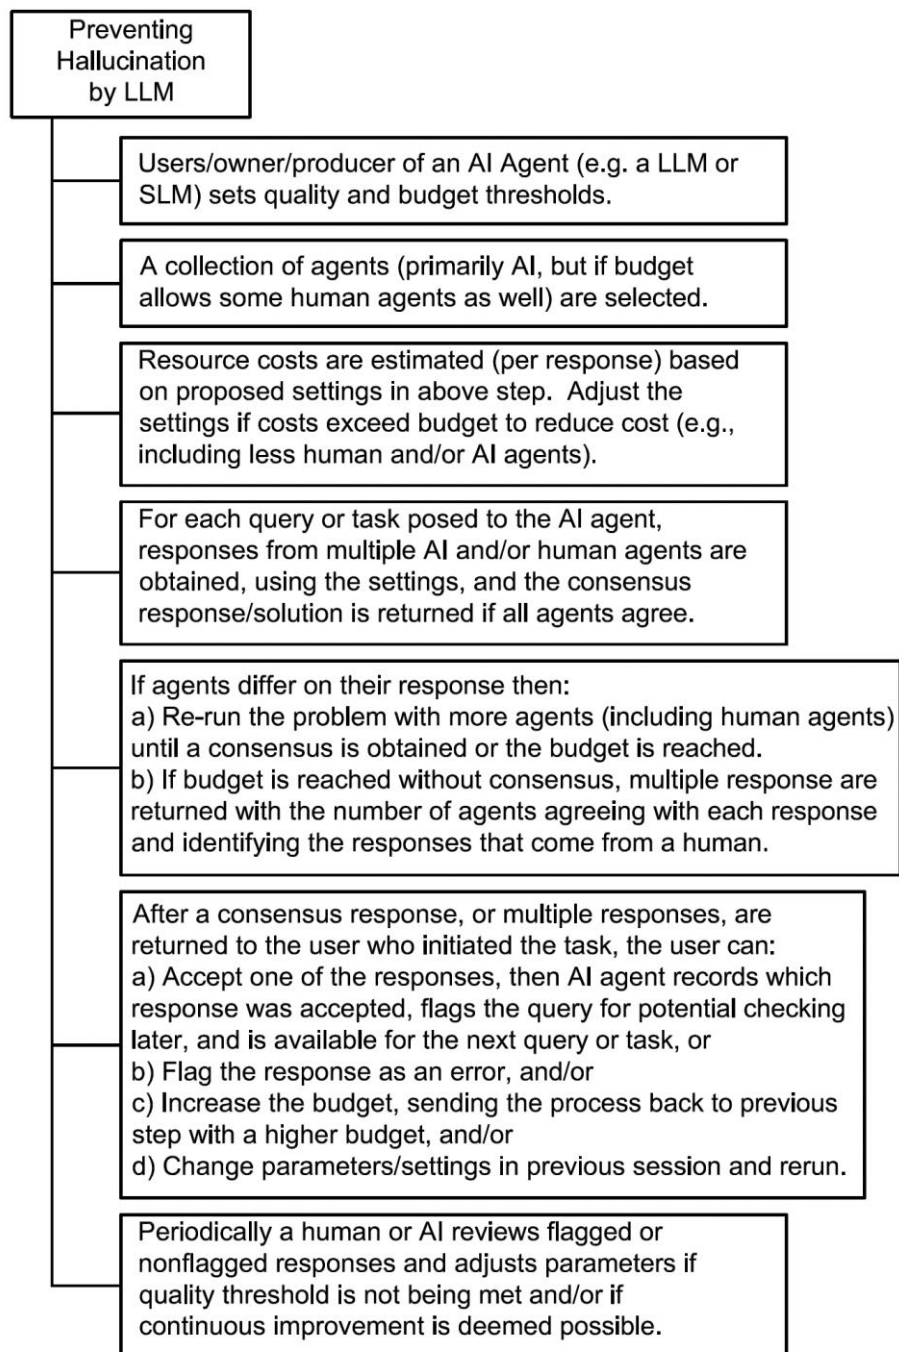 Preventing
Hallucination
by LLM
Users/owner/producer of an AI Agent (e.g. a LLM or
SLM) sets quality and budget thresholds.
A collection of agents (primarily AI, but if budget
allows some human agents as well) are selected.
Resource costs are estimated (per response) based
on proposed settings in above step.  Adjust the
settings if costs exceed budget to reduce cost (e.g.,
including less human and/or AI agents).
For each query or task posed to the AI agent,
responses from multiple AI and/or human agents are
obtained, using the settings, and the consensus
response/solution is returned if all agents agree.
If agents differ on their response then:
a) Re-run the problem with more agents (including human agents)
until a consensus is obtained or the budget is reached.
b) If budget is reached without consensus, multiple response are
returned with the number of agents agreeing with each response
and identifying the responses that come from a human.
After a consensus response, or multiple responses, are
returned to the user who initiated the task, the user can:
a) Accept one of the responses, then AI agent records which
response was accepted, flags the query for potential checking
later, and is available for the next query or task, or
b) Flag the response as an error, and/or
c) Increase the budget, sending the process back to previous
step with a higher budget, and/or
d) Change parameters/settings in previous session and rerun.
Periodically a human or AI reviews flagged or
nonflagged responses and adjusts parameters if
quality threshold is not being met and/or if
continuous improvement is deemed possible.